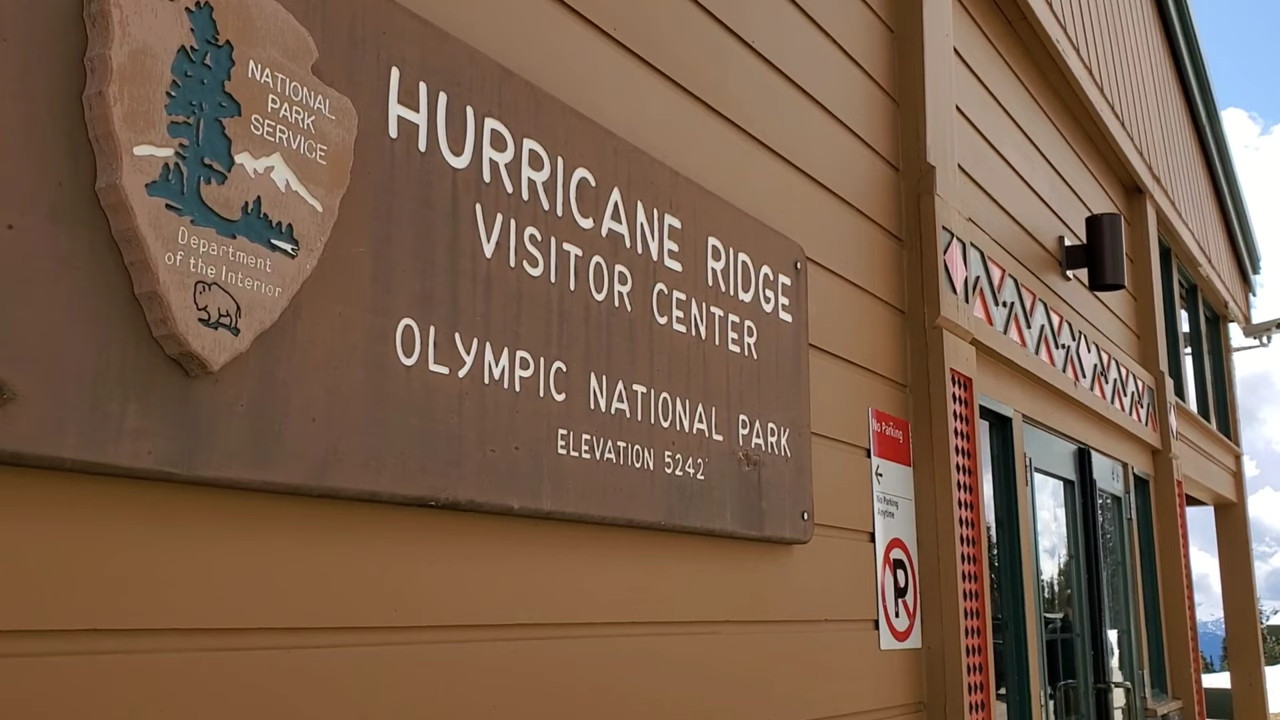 NATIONAL
PARK
SERVICE
Department
of the Interior
HURRICANE RIDGE
VISITOR CENTER
OLYMPIC NATIONAL PARK
ELEVATION 5242'
No Parking
No Parking
Anytime
P